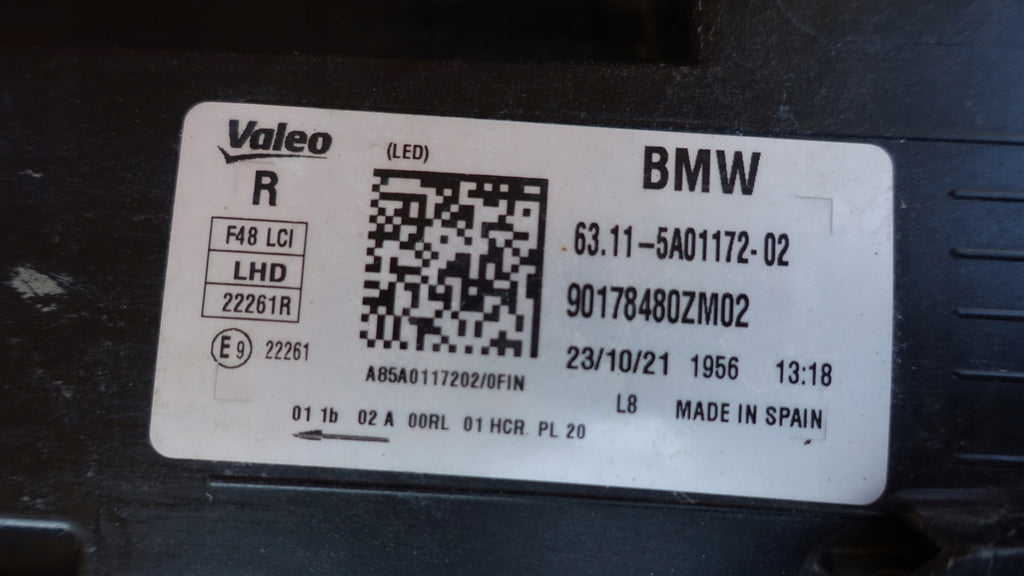 Valeo
R
F48 LCI
LHD
22261R
E9 22261
(LED)
A85A0117202/0FIN
01 1b 02 A 00RL 01 HCR PL 20
BMW
63.11-5A01172-02
90178480ZM02
23/10/21 1956 13:18
L8 MADE IN SPAIN